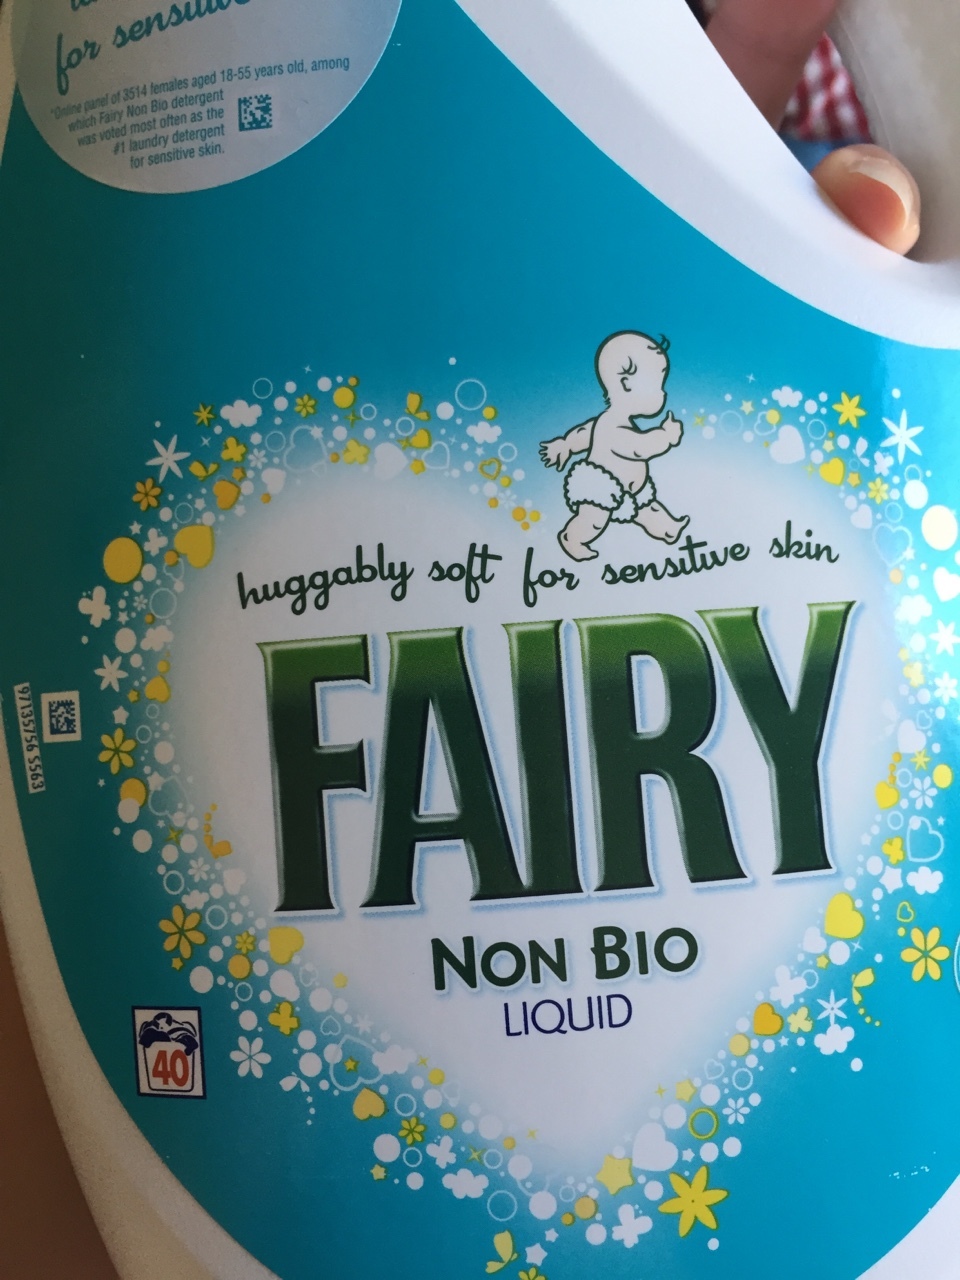 for sensitive
*Online panel of 3514 females aged 18-55 years old, among
which Fairy Non Bio detergent
was voted most often as the
#1 laundry detergent
for sensitive skin.
huggably soft for sensitive skin
FAIRY
NON BIO
LIQUID
97135756 5563
40